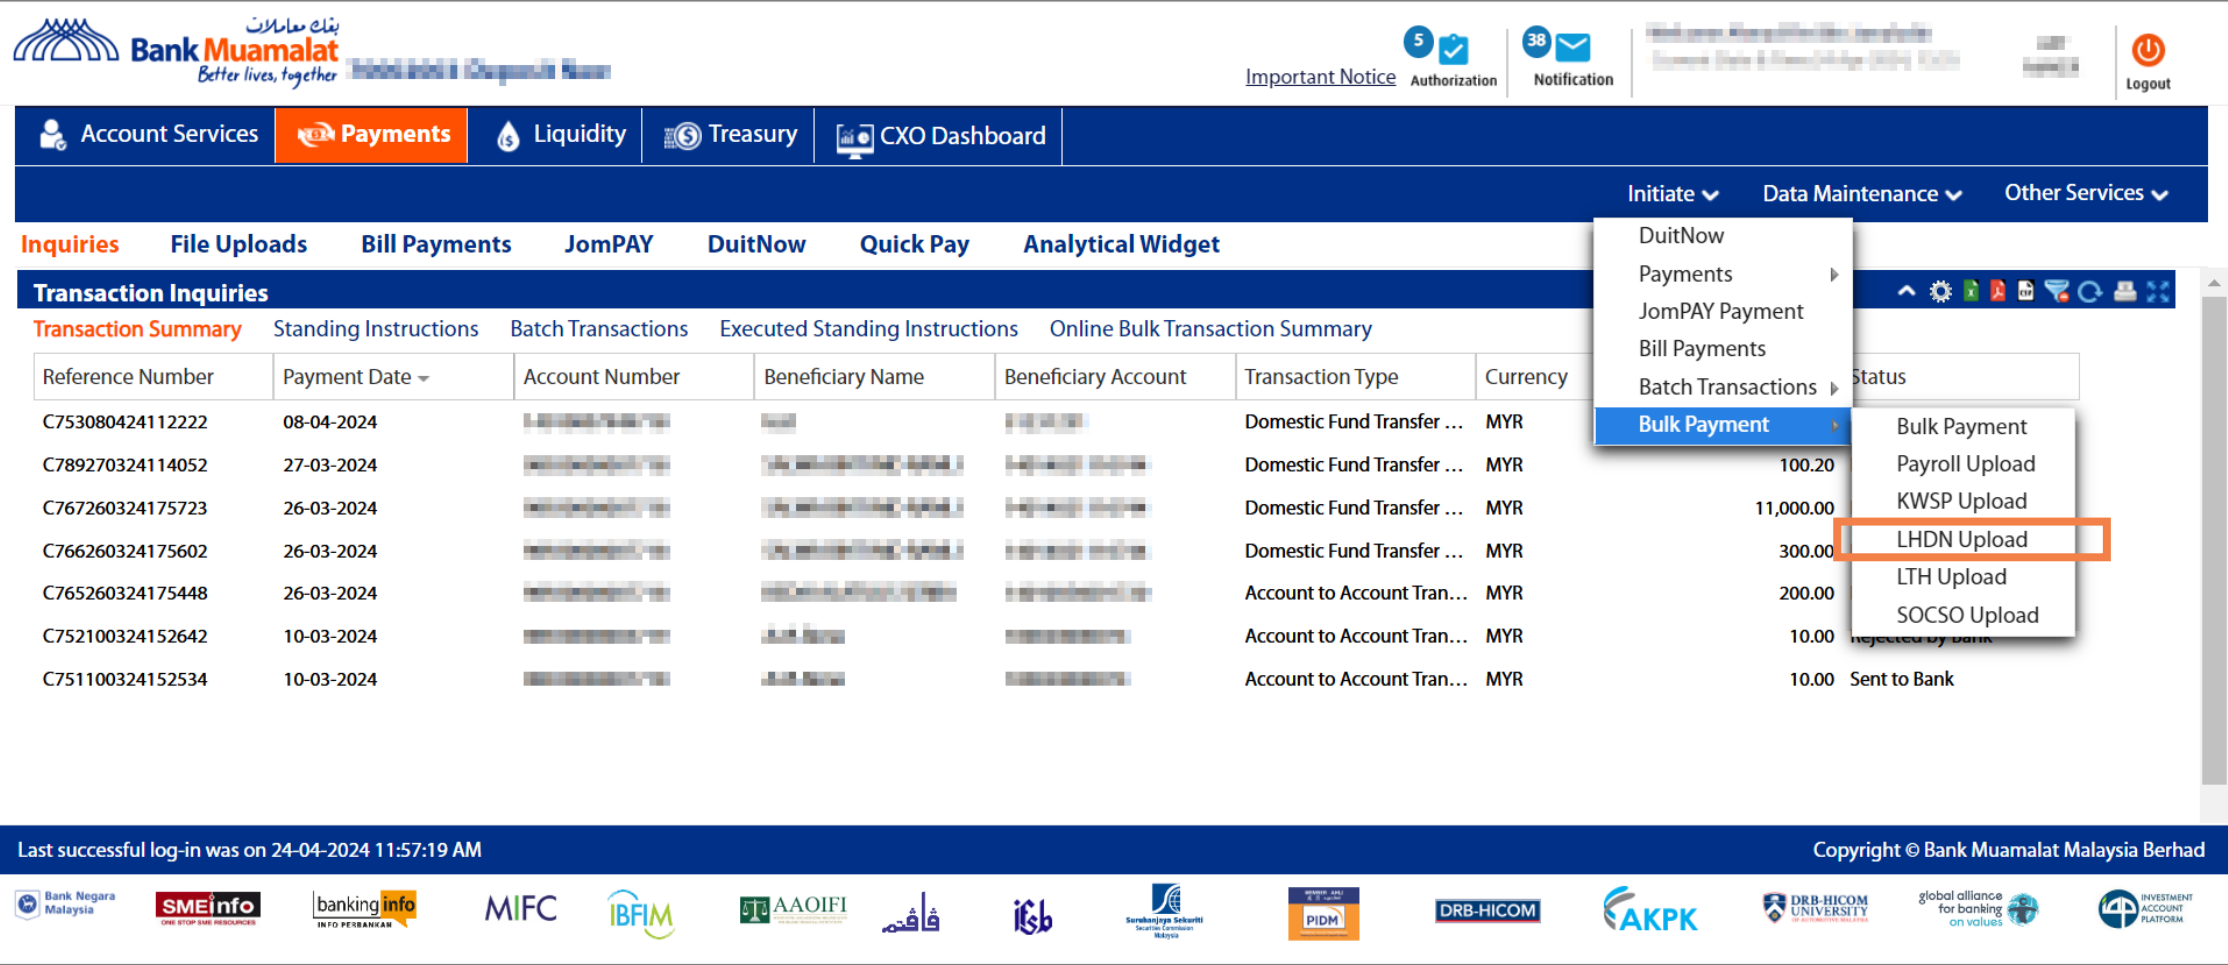 بنك معاملات
Bank Muamalat
Better lives, together
Important Notice
5
Authorization
38
Notification
Logout
Account Services
Payments
Liquidity
Treasury
CXO Dashboard
Initiate
Data Maintenance
Other Services
Inquiries
File Uploads
Bill Payments
JomPAY
DuitNow
Quick Pay
Analytical Widget
DuitNow
Payments
JomPAY Payment
Bill Payments
Batch Transactions
Bulk Payment
Bulk Payment
Payroll Upload
KWSP Upload
LHDN Upload
LTH Upload
SOCSO Upload
Transaction Inquiries
Transaction Summary
Standing Instructions
Batch Transactions
Executed Standing Instructions
Online Bulk Transaction Summary
Reference Number Payment Date Account Number Beneficiary Name Beneficiary Account Transaction Type Currency Status
C753080424112222 08-04-2024 Domestic Fund Transfer ... MYR
C789270324114052 27-03-2024 Domestic Fund Transfer ... MYR 100.20
C767260324175723 26-03-2024 Domestic Fund Transfer ... MYR 11,000.00
C766260324175602 26-03-2024 Domestic Fund Transfer ... MYR 300.00
C765260324175448 26-03-2024 Account to Account Tran... MYR 200.00
C752100324152642 10-03-2024 Account to Account Tran... MYR 10.00 Rejected by Bank
C751100324152534 10-03-2024 Account to Account Tran... MYR 10.00 Sent to Bank
Last successful log-in was on 24-04-2024 11:57:19 AM
Copyright © Bank Muamalat Malaysia Berhad
Bank Negara
Malaysia
SMEinfo
ONE STOP SME RESOURCES
banking info
INFO PERBANKAN
MIFC
IBFIM
AAOIFI
ifsb
Suruhanjaya Sekuriti
Securities Commission
Malaysia
PIDM
DRB-HICOM
AKPK
DRB-HICOM
UNIVERSITY
global alliance
for banking
on values
INVESTMENT
ACCOUNT
PLATFORM